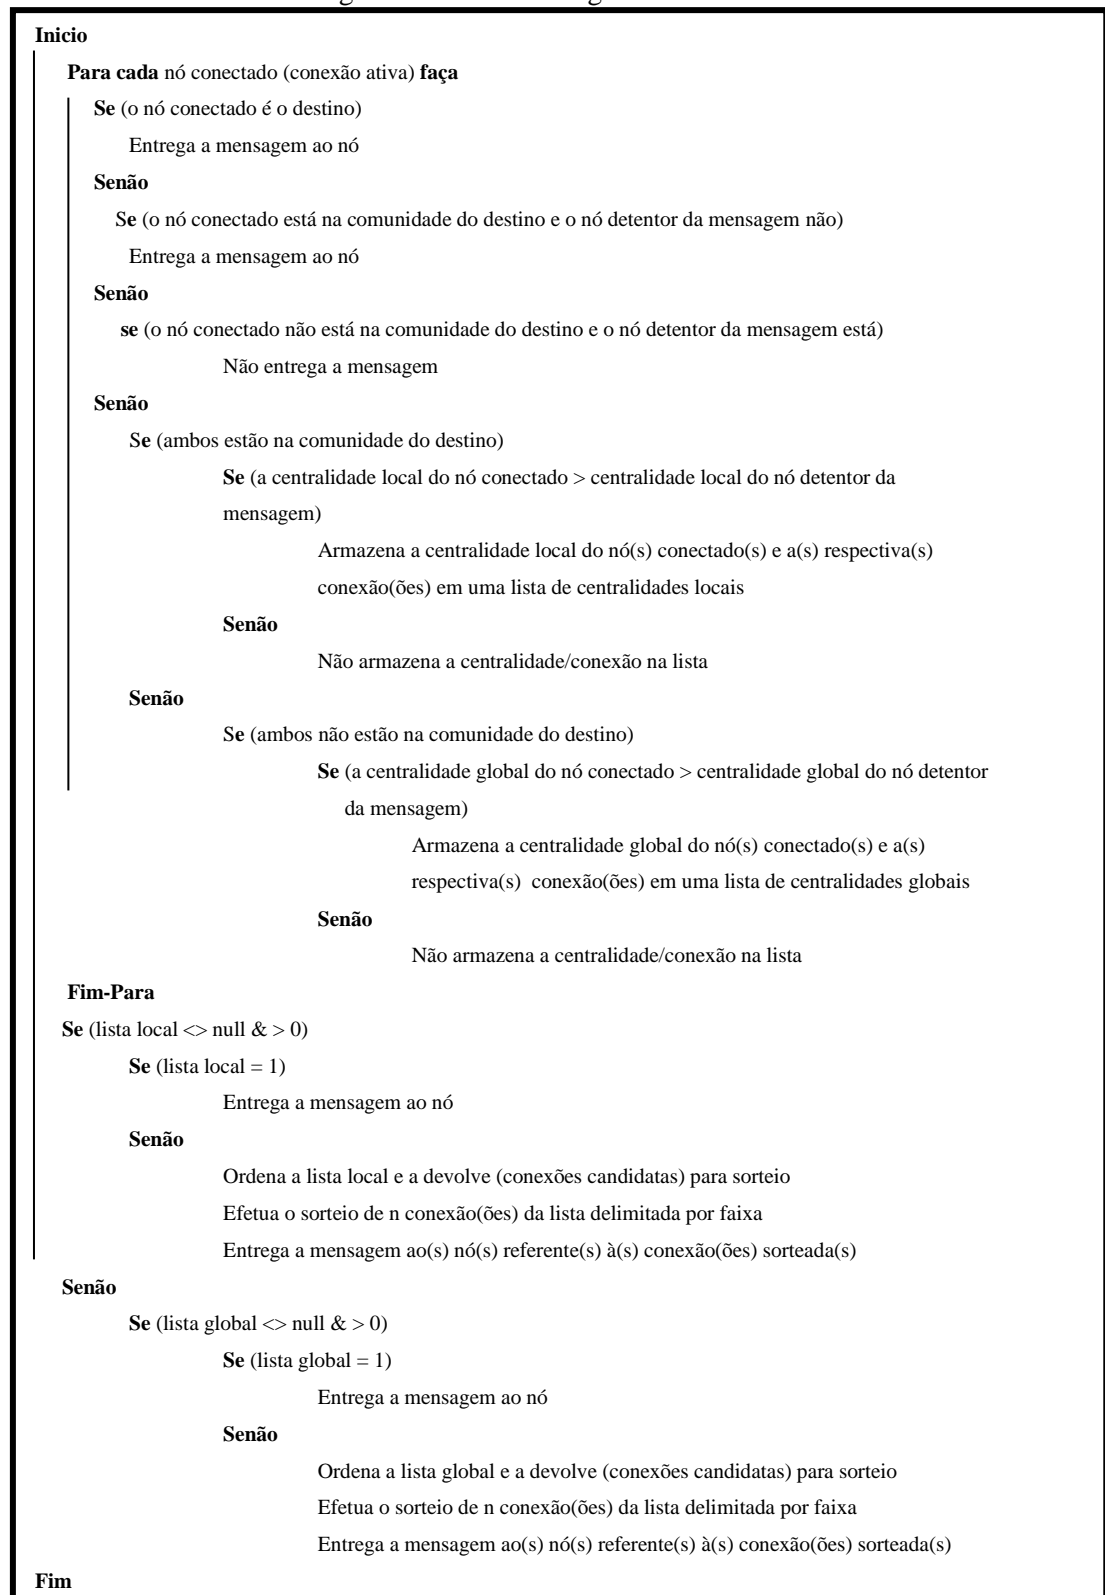 Inicio
Para cada nó conectado (conexão ativa) faça
Se (o nó conectado é o destino)
Entrega a mensagem ao nó
Senão
Se (o nó conectado está na comunidade do destino e o nó detentor da mensagem não)
Entrega a mensagem ao nó
Senão
se (o nó conectado não está na comunidade do destino e o nó detentor da mensagem está)
Não entrega a mensagem
Senão
Se (ambos estão na comunidade do destino)
Se (a centralidade local do nó conectado > centralidade local do nó detentor da
mensagem)
Armazena a centralidade local do nó(s) conectado(s) e a(s) respectiva(s)
conexão(ões) em uma lista de centralidades locais
Senão
Não armazena a centralidade/conexão na lista
Senão
Se (ambos não estão na comunidade do destino)
Se (a centralidade global do nó conectado > centralidade global do nó detentor
da mensagem)
Armazena a centralidade global do nó(s) conectado(s) e a(s)
respectiva(s) conexão(ões) em uma lista de centralidades globais
Senão
Não armazena a centralidade/conexão na lista
Fim-Para
Se (lista local <> null & > 0)
Se (lista local = 1)
Entrega a mensagem ao nó
Senão
Ordena a lista local e a devolve (conexões candidatas) para sorteio
Efetua o sorteio de n conexão(ões) da lista delimitada por faixa
Entrega a mensagem ao(s) nó(s) referente(s) à(s) conexão(ões) sorteada(s)
Senão
Se (lista global <> null & > 0)
Se (lista global = 1)
Entrega a mensagem ao nó
Senão
Ordena a lista global e a devolve (conexões candidatas) para sorteio
Efetua o sorteio de n conexão(ões) da lista delimitada por faixa
Entrega a mensagem ao(s) nó(s) referente(s) à(s) conexão(ões) sorteada(s)
Fim